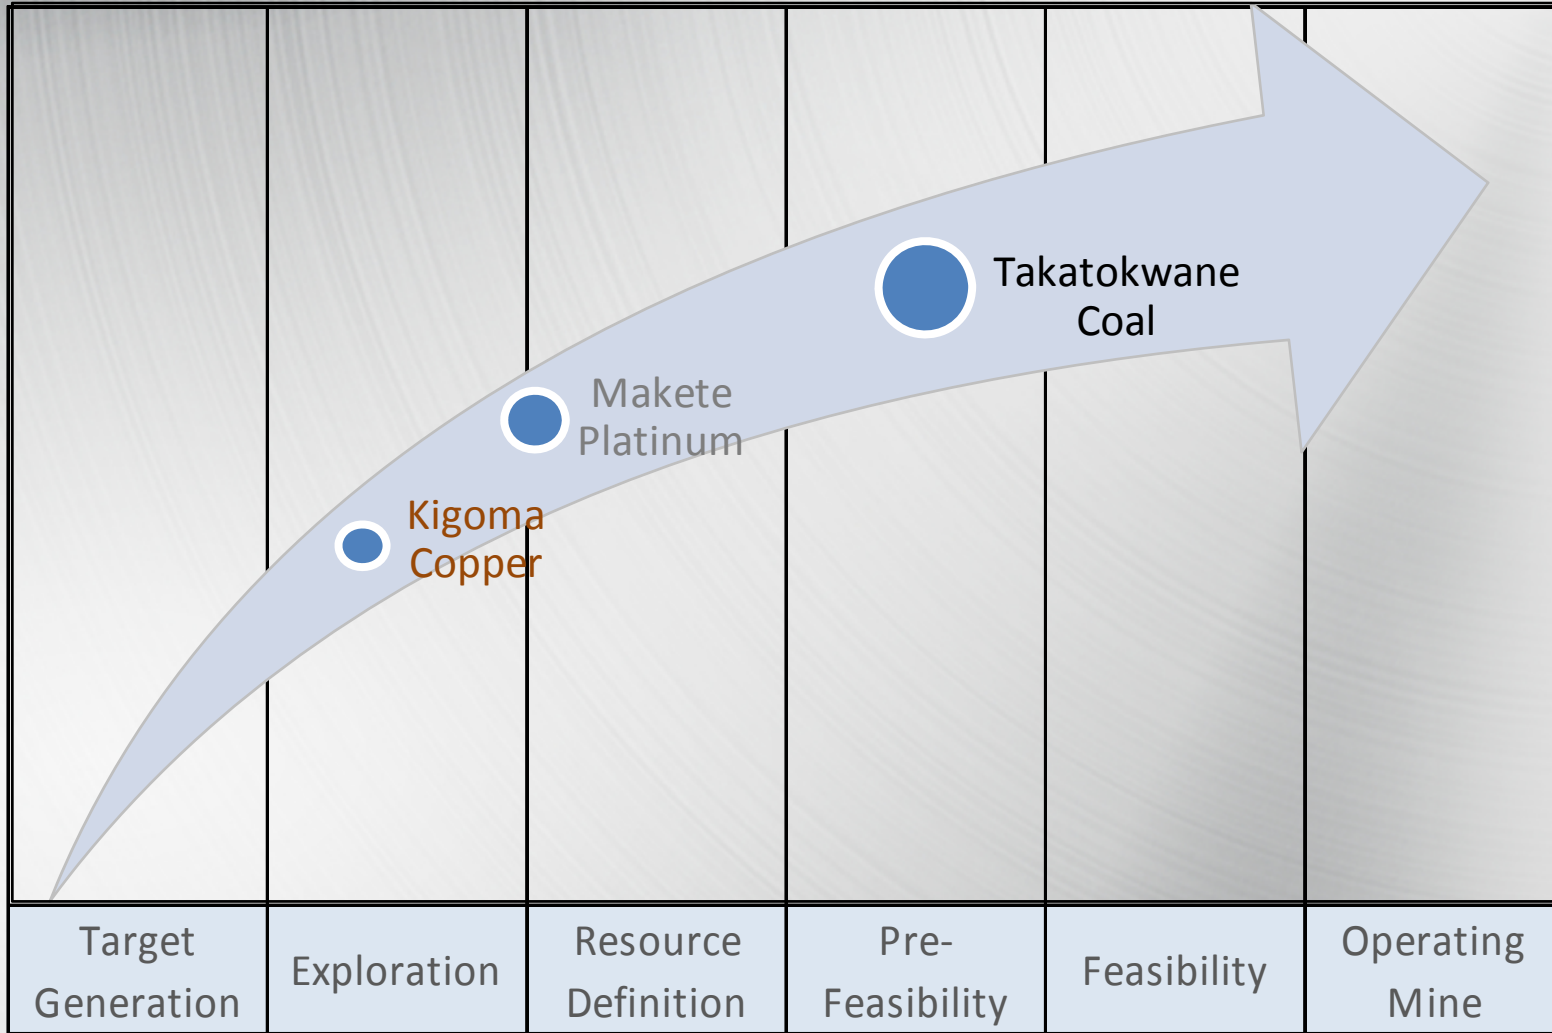 Takatokwane
Coal
Makete
Platinum
Kigoma
Copper
Target
Generation
Exploration
Resource
Definition
Pre-
Feasibility
Feasibility
Operating
Mine